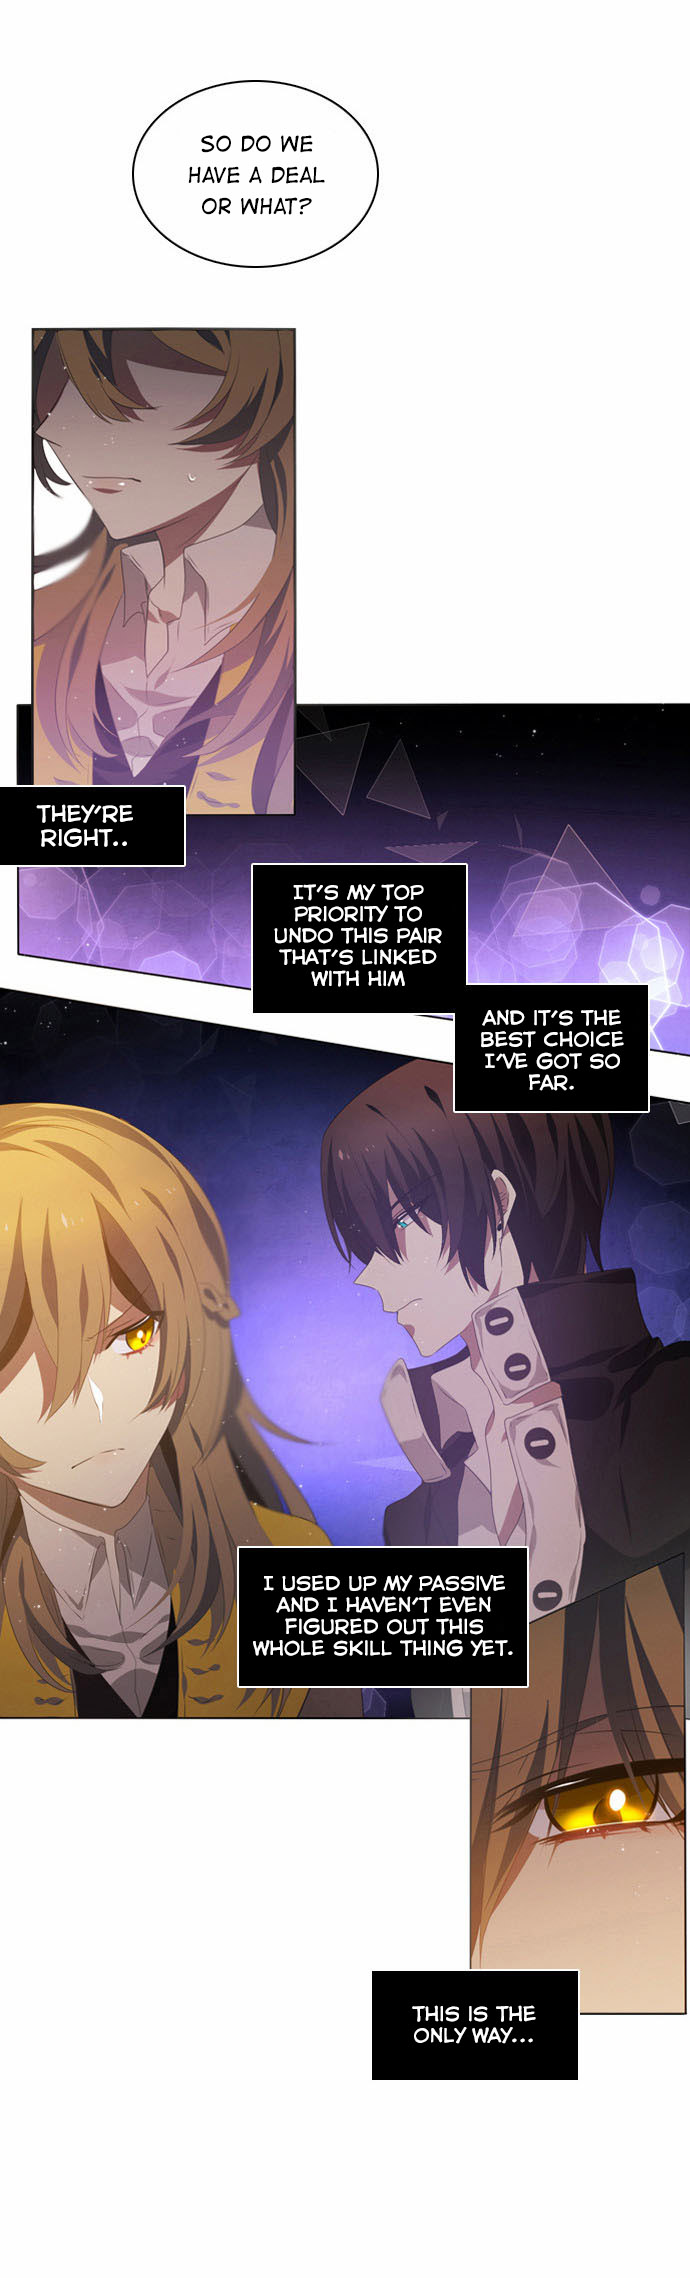 SO DO WE
HAVE A DEAL
OR WHAT?
THEY'RE
RIGHT..
IT'S MY TOP
PRIORITY TO
UNDO THIS PAIR
THAT'S LINKED
WITH HIM
AND IT'S THE
BEST CHOICE
I'VE GOT SO
FAR.
I USED UP MY PASSIVE
AND I HAVEN'T EVEN
FIGURED OUT THIS
WHOLE SKILL THING YET.
THIS IS THE
ONLY WAY...